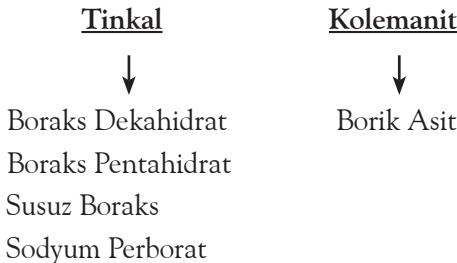 Tinkal Kolemanit
Boraks Dekahidrat Borik Asit
Boraks Pentahidrat
Susuz Boraks
Sodyum Perborat